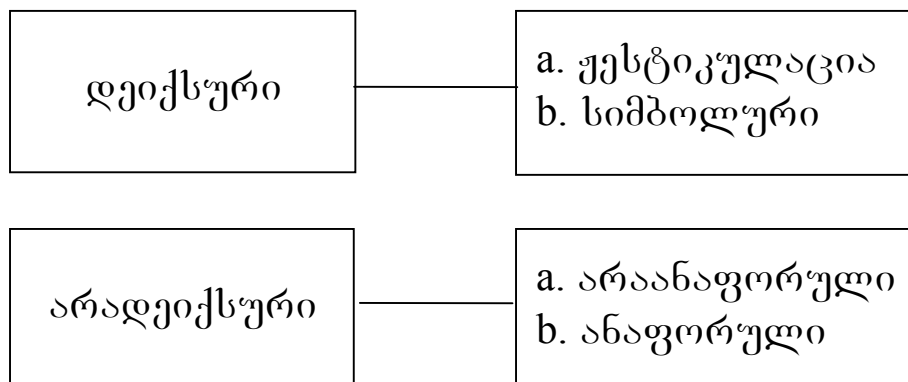 დეიქსური
a. ჟესტიკულაცია
b. სიმბოლური
არადეიქსური
a. არაანაფორული
b. ანაფორული